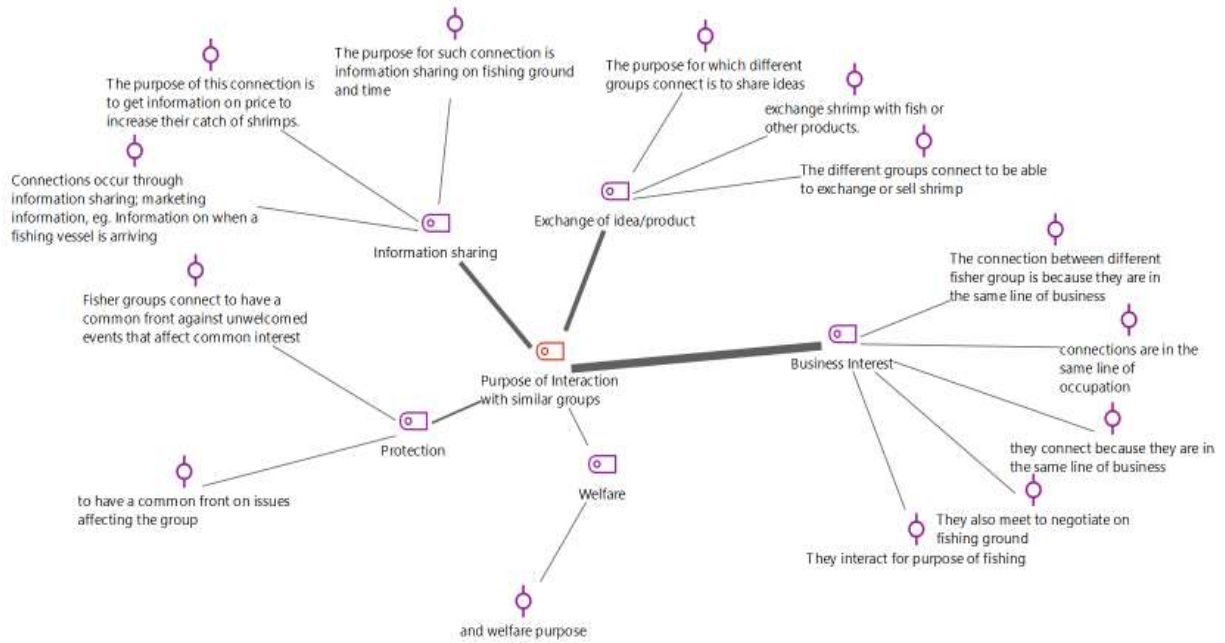 The purpose for such connection is
information sharing on fishing ground
and time
The purpose for which different
groups connect is to share ideas
The purpose of this connection is
to get information on price to
increase their catch of shrimps.
exchange shrimp with fish or
other products.
Connections occur through
information sharing; marketing
information, eg. Information on when a
fishing vessel is arriving
The different groups connect to be able
to exchange or sell shrimp
Information sharing
Exchange of idea/product
Fisher groups connect to have a
common front against unwelcomed
events that affect common interest
The connection between different
fisher group is because they are in
the same line of business
Purpose of Interaction
with similar groups
Business Interest
connections are in the
same line of
occupation
Protection
they connect because they are in
the same line of business
Welfare
to have a common front on issues
affecting the group
They also meet to negotiate on
fishing ground
They interact for purpose of fishing
and welfare purpose